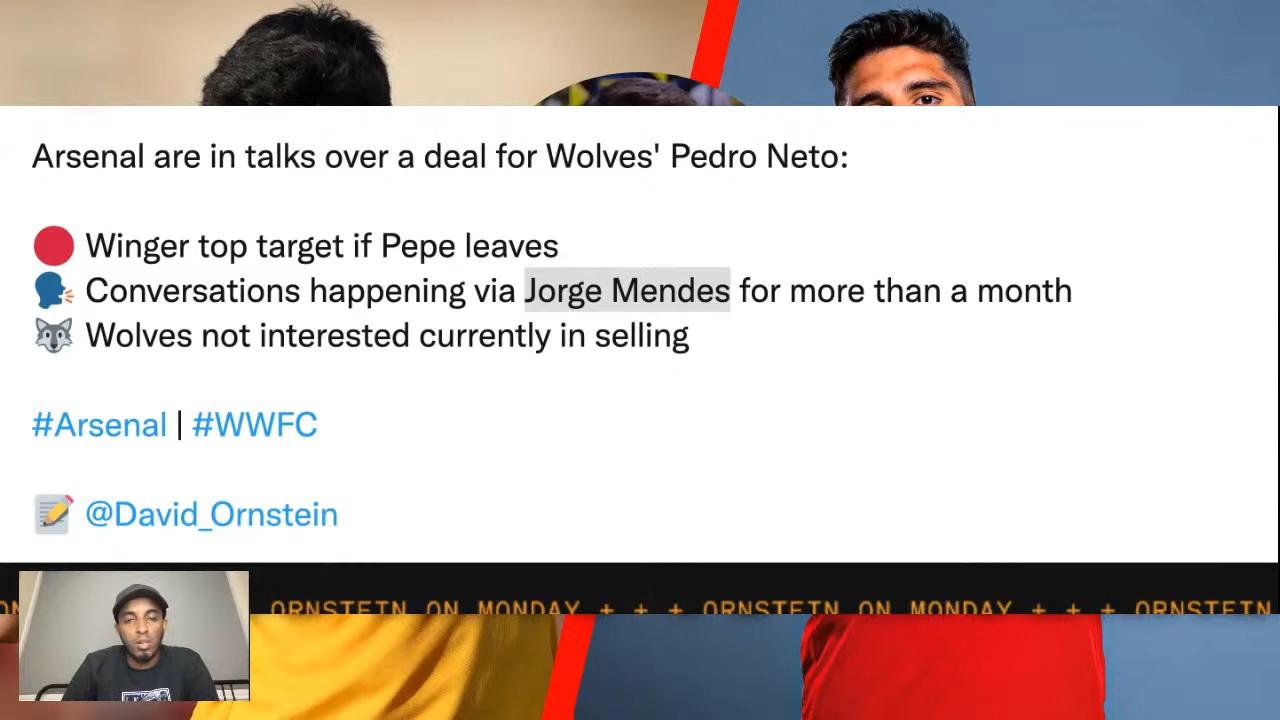 Arsenal are in talks over a deal for Wolves' Pedro Neto:
🔴 Winger top target if Pepe leaves
🗣 Conversations happening via Jorge Mendes for more than a month
🐺 Wolves not interested currently in selling
#Arsenal | #WWFC
📝 @David_Ornstein
ON ORNSTEIN ON MONDAY + + + ORNSTEIN ON MONDAY + + + ORNSTEIN